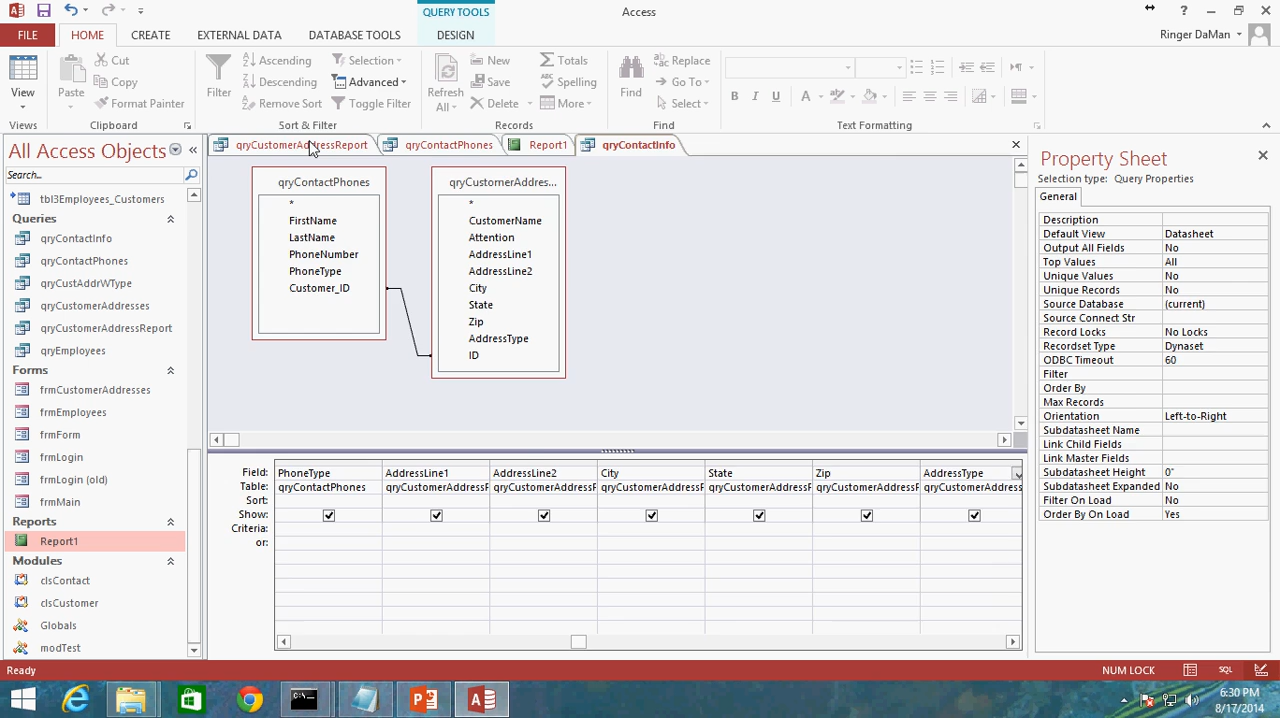 QUERY TOOLS
Access
?
FILE
HOME
CREATE
EXTERNAL DATA
DATABASE TOOLS
DESIGN
Ringer DaMan
View
Views
Paste
Cut
Copy
Format Painter
Clipboard
Filter
Ascending
Descending
Remove Sort
Selection
Advanced
Toggle Filter
Sort & Filter
Refresh
All
New
Save
Delete
Totals
Spelling
More
Records
Find
Replace
Go To
Select
Find
B I U A
Text Formatting
All Access Objects
Search...
tbl3Employees_Customers
Queries
qryContactInfo
qryContactPhones
qryCustAddrWType
qryCustomerAddresses
qryCustomerAddressReport
qryEmployees
Forms
frmCustomerAddresses
frmEmployees
frmForm
frmLogin
frmLogin (old)
frmMain
Reports
Report1
Modules
clsContact
clsCustomer
Globals
modTest
qryCustomerAddressReport
qryContactPhones
Report1
qryContactInfo
qryContactPhones
*
FirstName
LastName
PhoneNumber
PhoneType
Customer_ID
qryCustomerAddres...
*
CustomerName
Attention
AddressLine1
AddressLine2
City
State
Zip
AddressType
ID
Field: PhoneType AddressLine1 AddressLine2 City State Zip AddressType
Table: qryContactPhones qryCustomerAddressF qryCustomerAddressF qryCustomerAddressF qryCustomerAddressF qryCustomerAddressF qryCustomerAddress
Sort:
Show:
Criteria:
or:
Property Sheet
Selection type: Query Properties
General
Description
Default View Datasheet
Output All Fields No
Top Values All
Unique Values No
Unique Records No
Source Database (current)
Source Connect Str
Record Locks No Locks
Recordset Type Dynaset
ODBC Timeout 60
Filter
Order By
Max Records
Orientation Left-to-Right
Subdatasheet Name
Link Child Fields
Link Master Fields
Subdatasheet Height 0"
Subdatasheet Expanded No
Filter On Load No
Order By On Load Yes
Ready
NUM LOCK
SQL
6:30 PM
8/17/2014